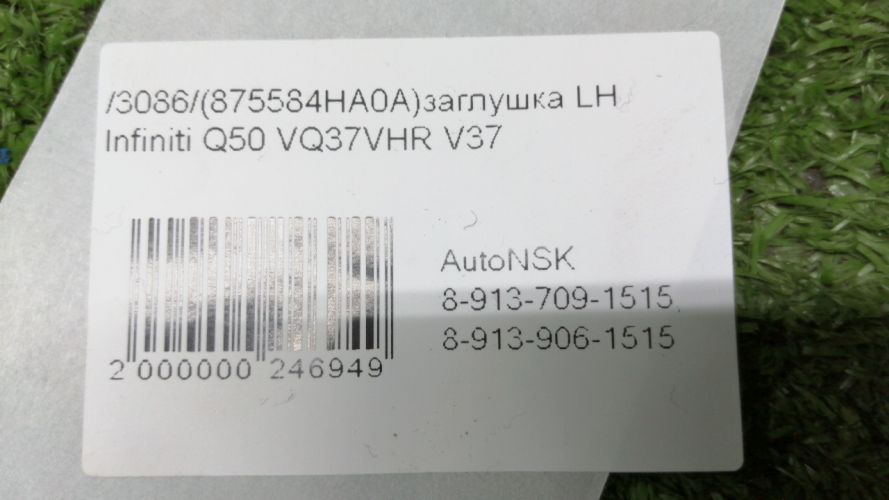 /3086/(875584HA0A)заглушка LH
Infiniti Q50 VQ37VHR V37
AutoNSK
8-913-709-1515
8-913-906-1515
2 000000 246949